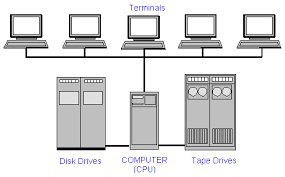 Terminals
Disk Drives
COMPUTER
(CPU)
Tape Drives